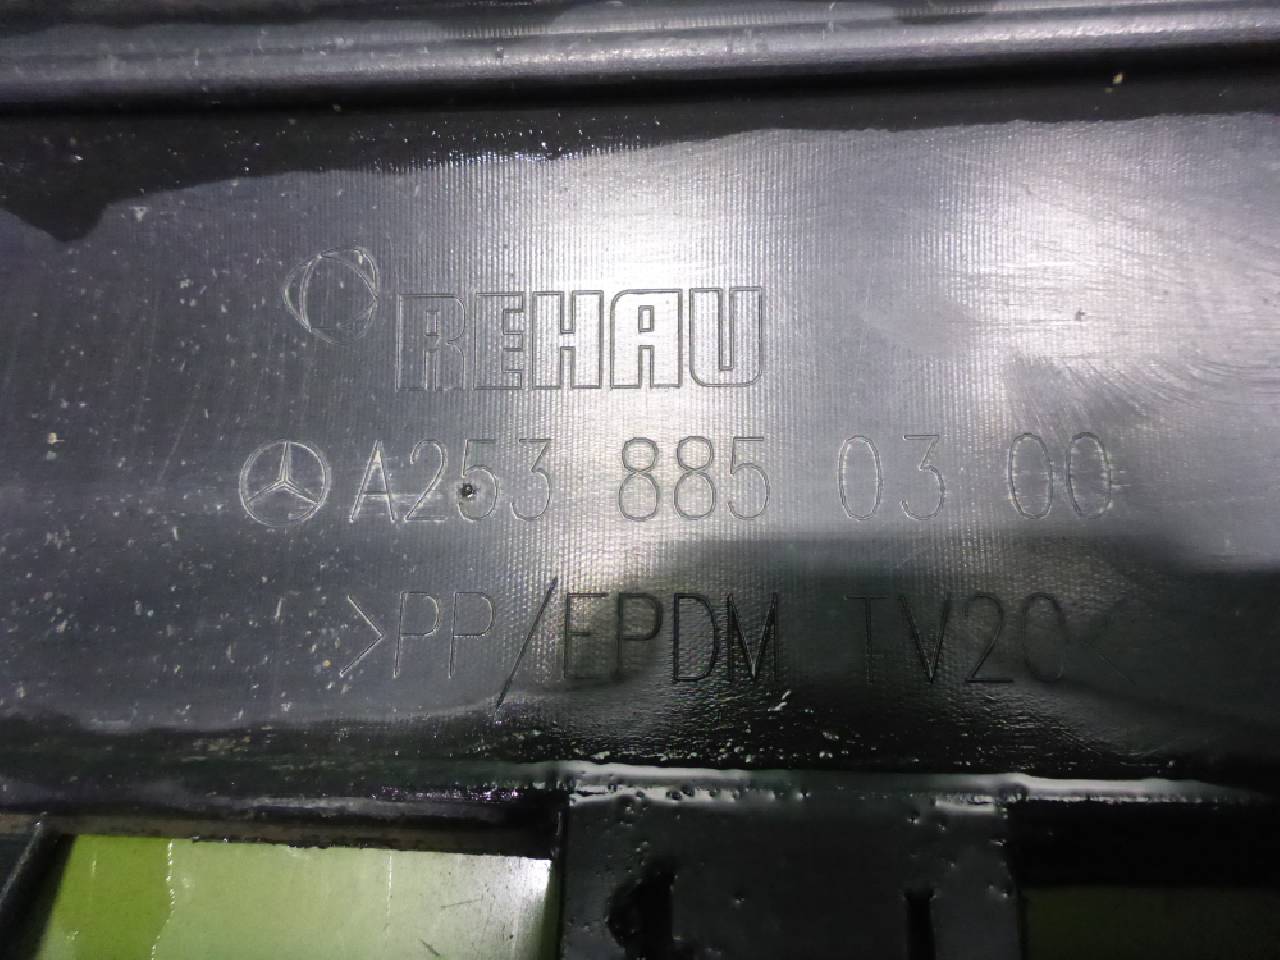 REHAU
A253 885 03 00
>PP/EPDM TV20<